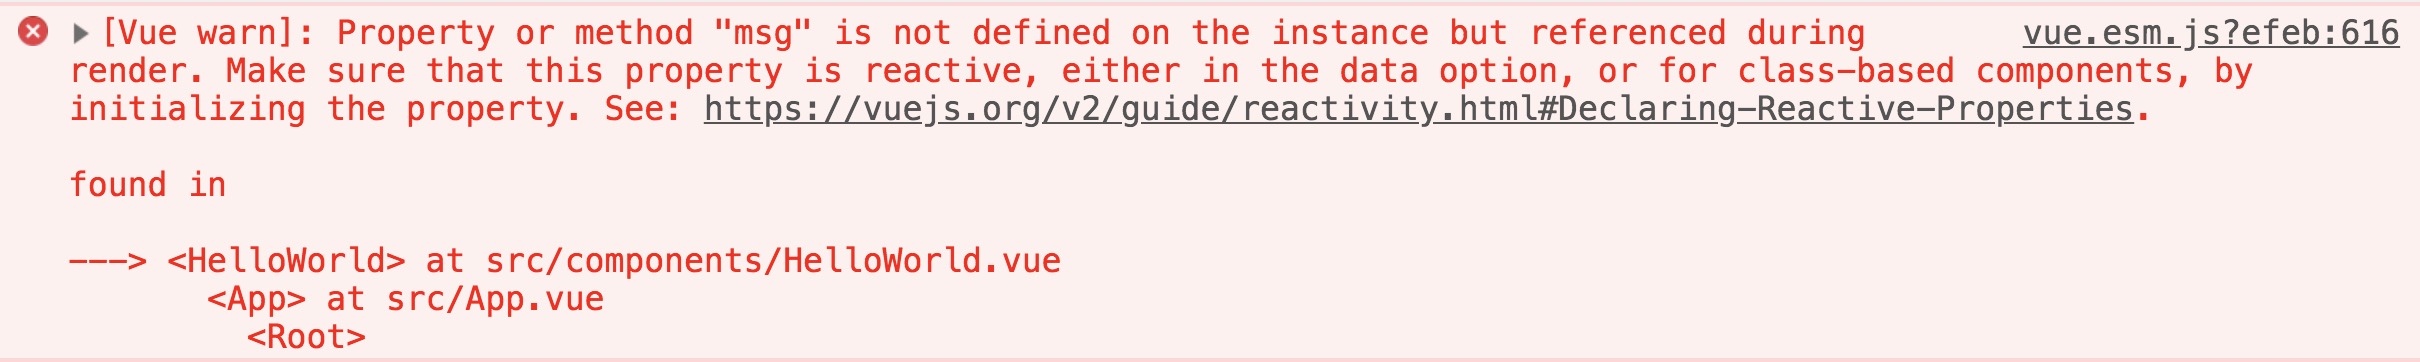 [Vue warn]: Property or method "msg" is not defined on the instance but referenced during vue.esm.js?efeb:616
render. Make sure that this property is reactive, either in the data option, or for class-based components, by
initializing the property. See: https://vuejs.org/v2/guide/reactivity.html#Declaring-Reactive-Properties.
found in
---> <HelloWorld> at src/components/HelloWorld.vue
<App> at src/App.vue
<Root>